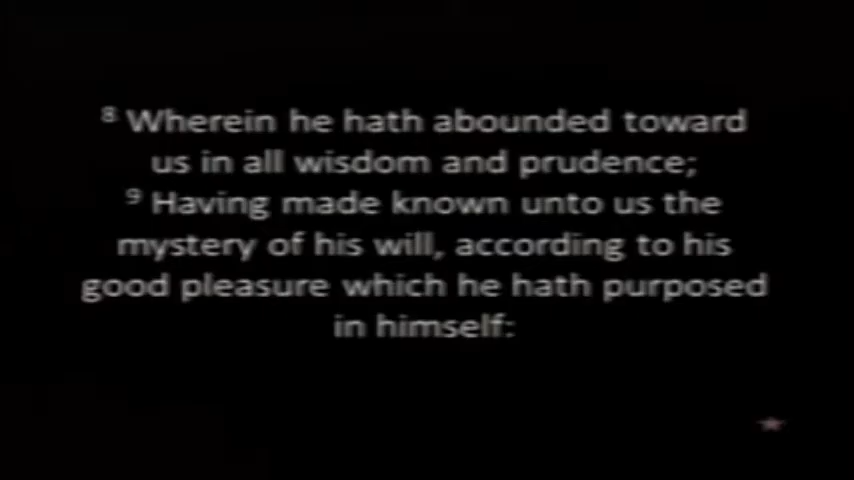 ⁸ Wherein he hath abounded toward
us in all wisdom and prudence;
⁹ Having made known unto us the
mystery of his will, according to his
good pleasure which he hath purposed
in himself: